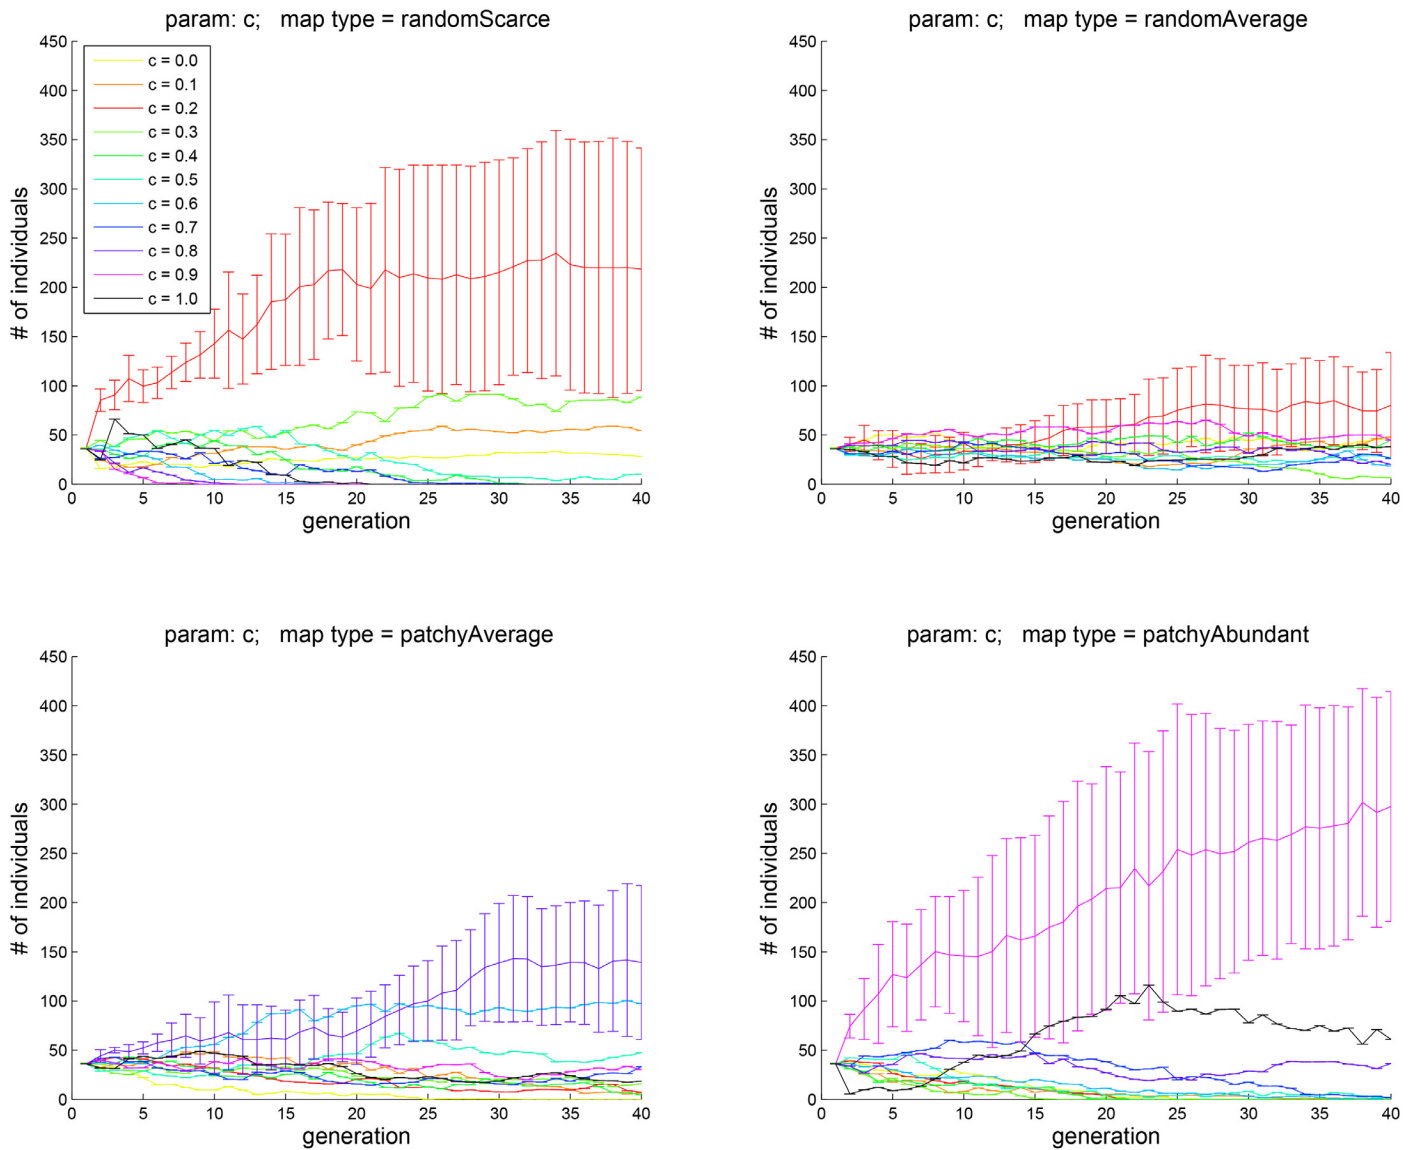 param: c; map type = randomScarce
450
400
350
300
250
200
150
100
50
0
# of individuals
c = 0.0
c = 0.1
c = 0.2
c = 0.3
c = 0.4
c = 0.5
c = 0.6
c = 0.7
c = 0.8
c = 0.9
c = 1.0
0 5 10 15 20 25 30 35 40
generation
param: c; map type = randomAverage
450
400
350
300
250
200
150
100
50
0
# of individuals
0 5 10 15 20 25 30 35 40
generation
param: c; map type = patchyAverage
450
400
350
300
250
200
150
100
50
0
# of individuals
0 5 10 15 20 25 30 35 40
generation
param: c; map type = patchyAbundant
450
400
350
300
250
200
150
100
50
0
# of individuals
0 5 10 15 20 25 30 35 40
generation